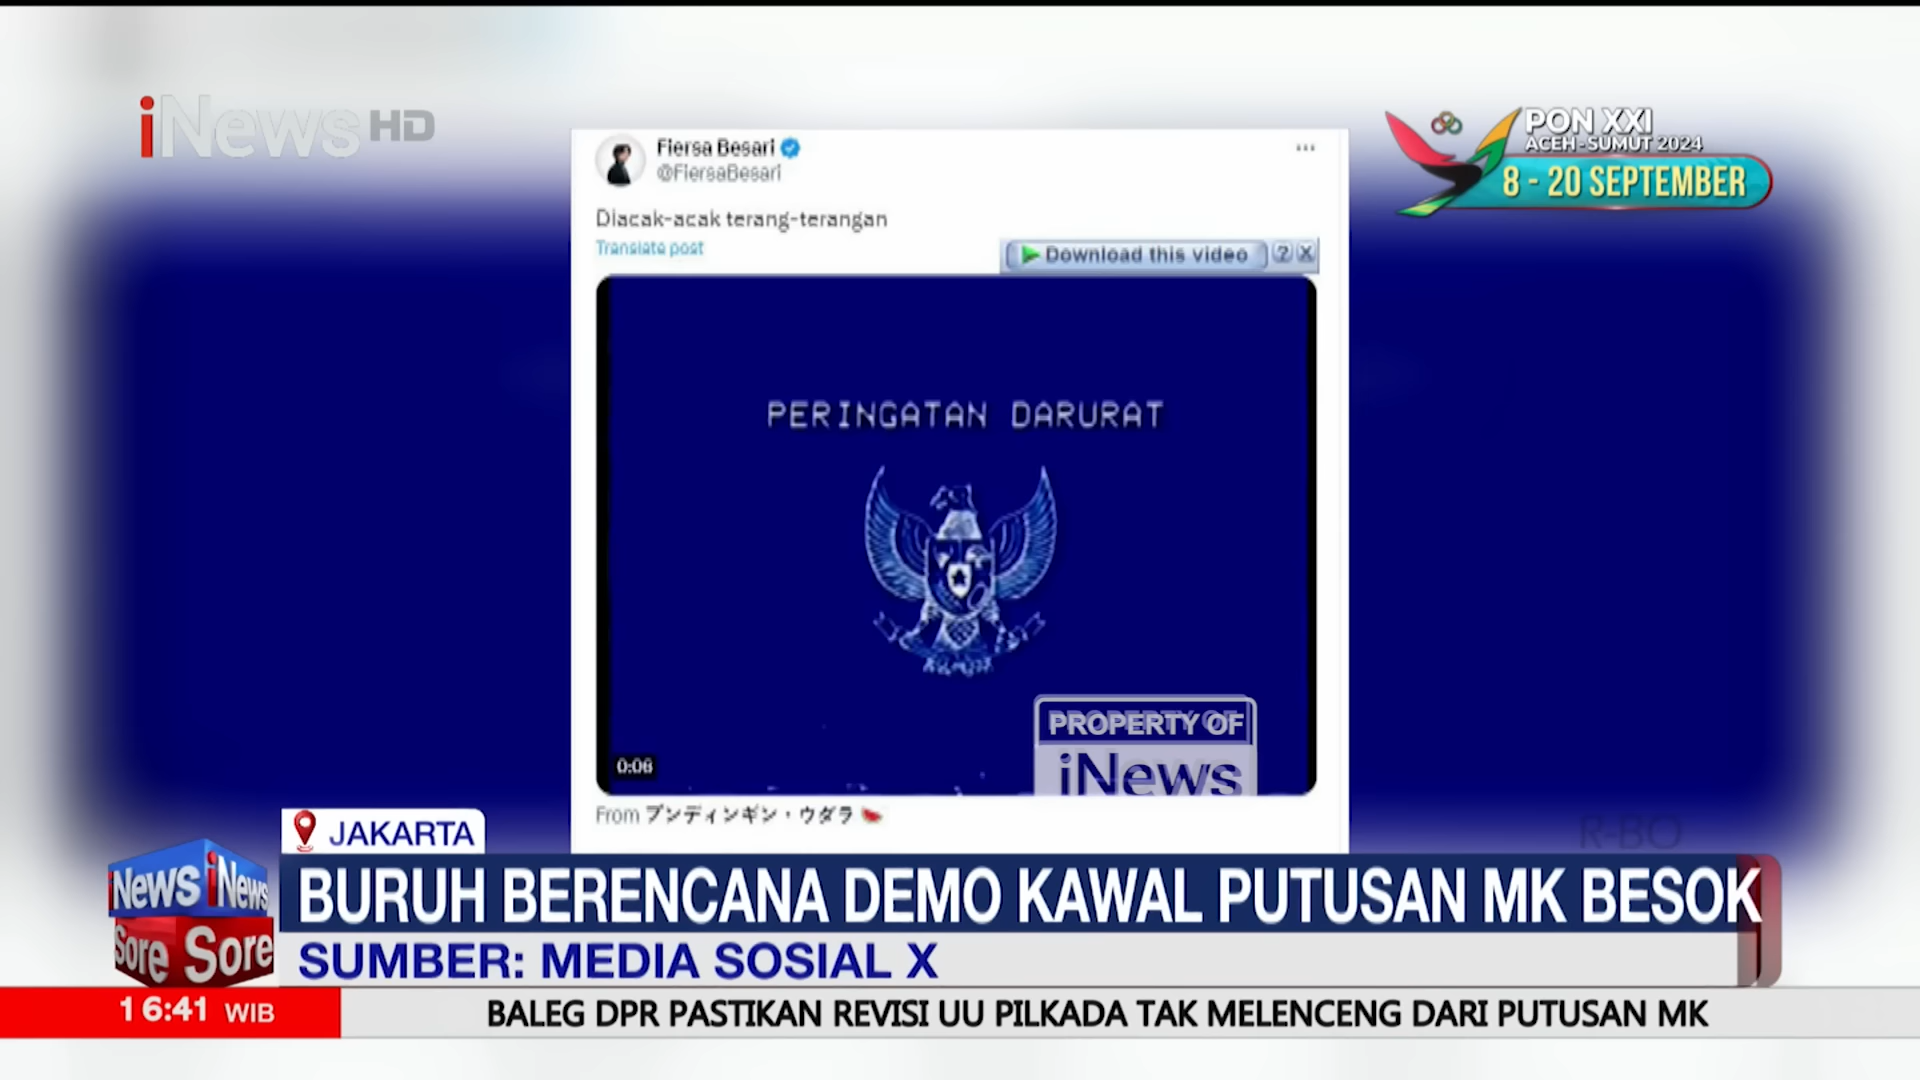 iNews HD
PON XXI
ACEH-SUMUT 2024
8 - 20 SEPTEMBER
Fiersa Besari
@FiersaBesari
Diacak-acak terang-terangan
Translate post
Download this video ? X
PERINGATAN DARURAT
PROPERTY OF
iNews
0:06
From プンディンギン・ウダラ
R-BO
JAKARTA
iNews iNews
Sore Sore
BURUH BERENCANA DEMO KAWAL PUTUSAN MK BESOK
SUMBER: MEDIA SOSIAL X
16:41 WIB
BALEG DPR PASTIKAN REVISI UU PILKADA TAK MELENCENG DARI PUTUSAN MK